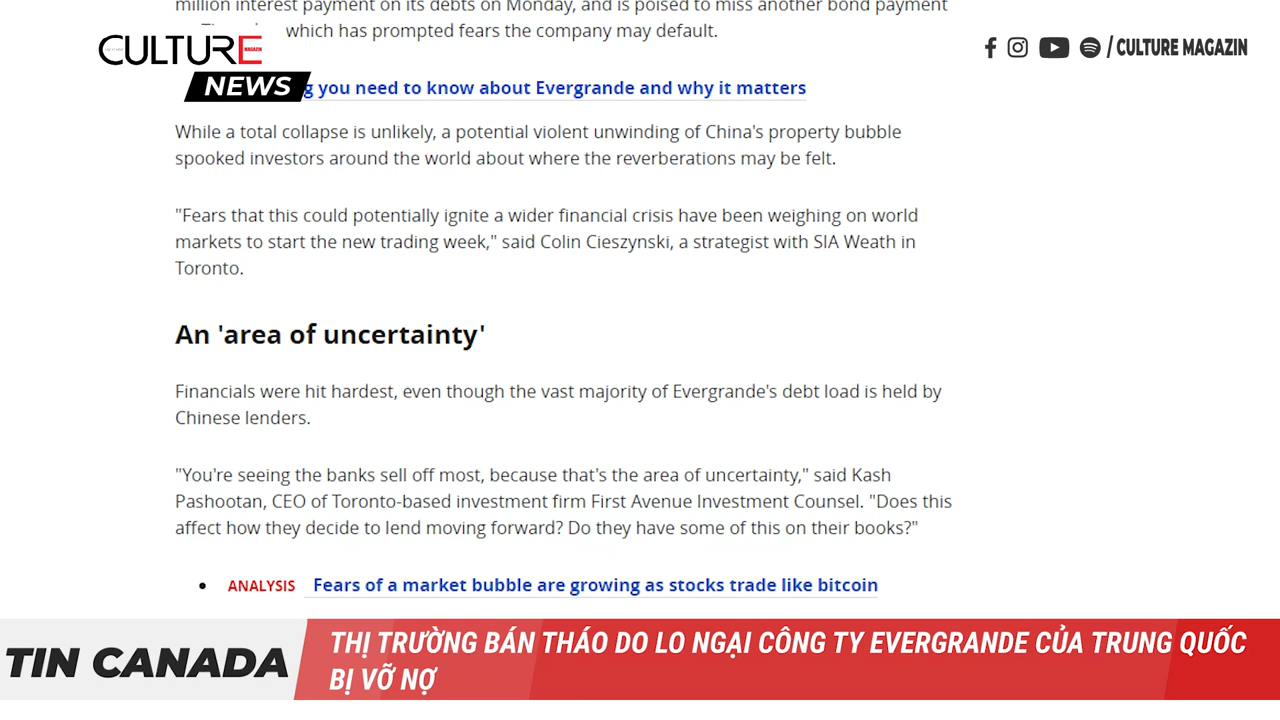 million interest payment on its debts on Monday, and is poised to miss another bond payment
which has prompted fears the company may default.
CULTURE
MAGAZIN
/ CULTURE MAGAZIN
NEWS
g you need to know about Evergrande and why it matters
While a total collapse is unlikely, a potential violent unwinding of China's property bubble
spooked investors around the world about where the reverberations may be felt.
"Fears that this could potentially ignite a wider financial crisis have been weighing on world
markets to start the new trading week," said Colin Cieszynski, a strategist with SIA Weath in
Toronto.
An 'area of uncertainty'
Financials were hit hardest, even though the vast majority of Evergrande's debt load is held by
Chinese lenders.
"You're seeing the banks sell off most, because that's the area of uncertainty," said Kash
Pashootan, CEO of Toronto-based investment firm First Avenue Investment Counsel. "Does this
affect how they decide to lend moving forward? Do they have some of this on their books?"
• ANALYSIS Fears of a market bubble are growing as stocks trade like bitcoin
TIN CANADA
THỊ TRƯỜNG BÁN THÁO DO LO NGẠI CÔNG TY EVERGRANDE CỦA TRUNG QUỐC
BỊ VỠ NỢ